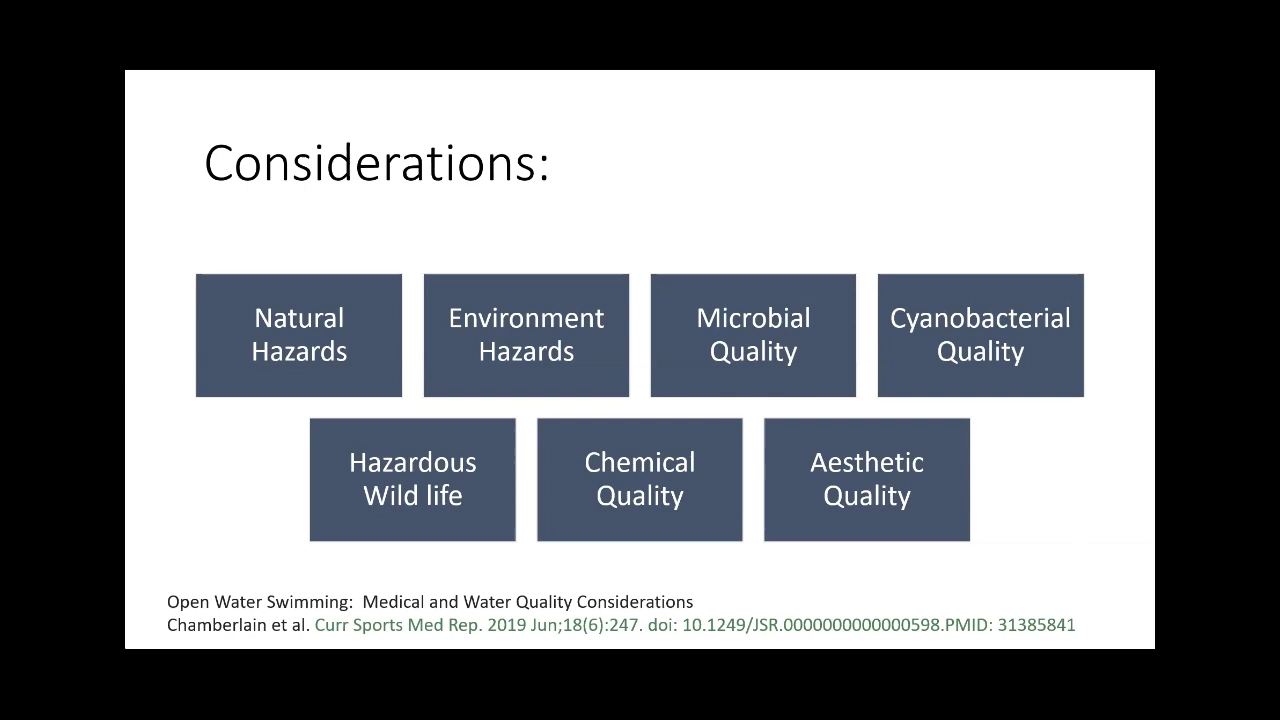 Considerations:
Natural
Hazards
Environment
Hazards
Microbial
Quality
Cyanobacterial
Quality
Hazardous
Wild life
Chemical
Quality
Aesthetic
Quality
Open Water Swimming:  Medical and Water Quality Considerations
Chamberlain et al. Curr Sports Med Rep. 2019 Jun;18(6):247. doi: 10.1249/JSR.0000000000000598.PMID: 31385841